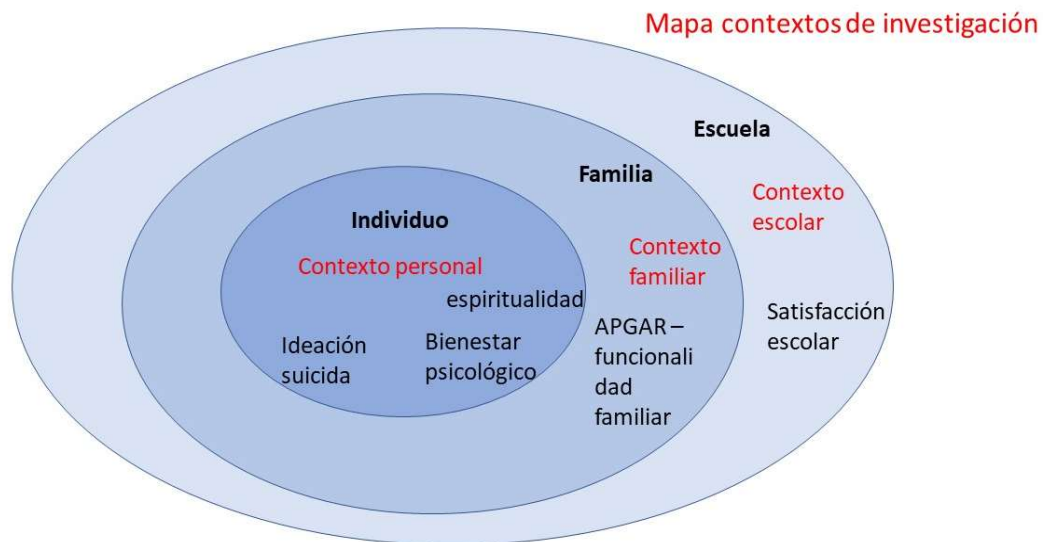 Mapa contextos de investigación
Escuela
Contexto
escolar
Satisfacción
escolar
Familia
Contexto
familiar
APGAR –
funcionali
dad
familiar
Individuo
Contexto personal
espiritualidad
Ideación
suicida
Bienestar
psicológico